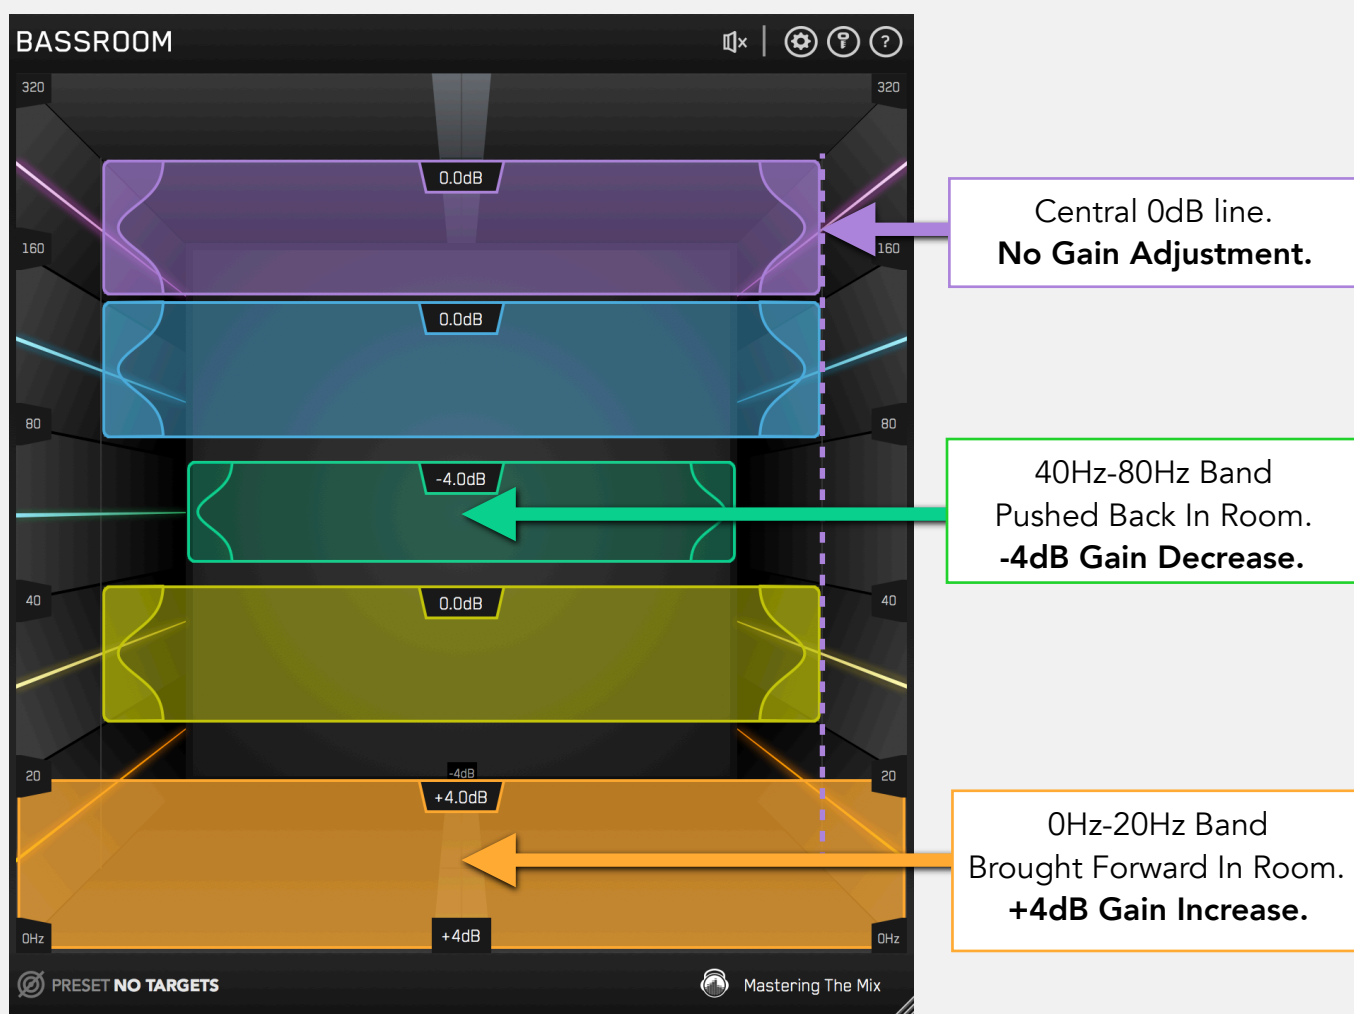 BASSROOM
?
320
320
0.0dB
Central 0dB line.
No Gain Adjustment.
160
160
0.0dB
80
80
-4.0dB
40Hz-80Hz Band
Pushed Back In Room.
-4dB Gain Decrease.
40
40
0.0dB
20
20
-4dB
+4.0dB
0Hz-20Hz Band
Brought Forward In Room.
+4dB Gain Increase.
0Hz
+4dB
0Hz
PRESET NO TARGETS
Mastering The Mix